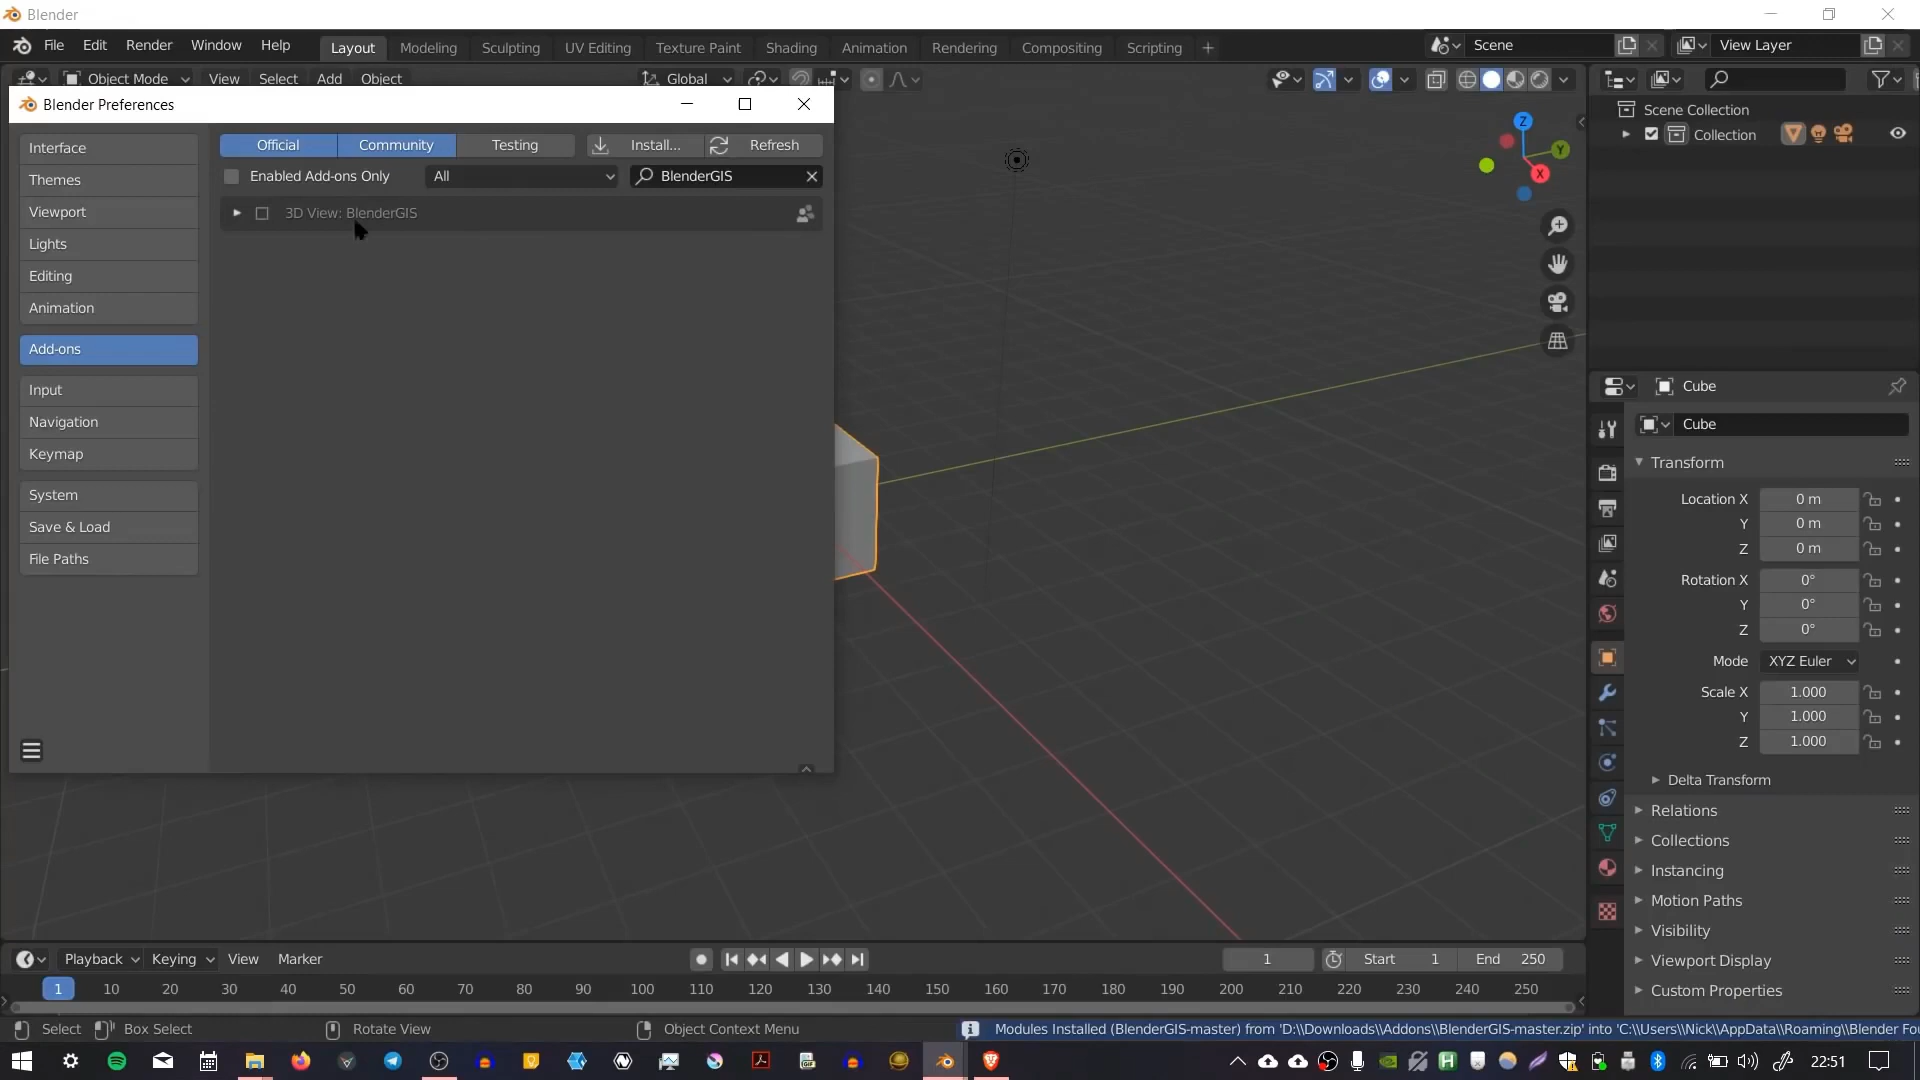 Blender
File Edit Render Window Help Layout Modeling Sculpting UV Editing Texture Paint Shading Animation Rendering Compositing Scripting + Scene View Layer
Object Mode View Select Add Object Global
Blender Preferences
Scene Collection
Collection
Interface
Themes
Viewport
Lights
Editing
Animation
Add-ons
Input
Navigation
Keymap
System
Save & Load
File Paths
Official Community Testing Install... Refresh
Enabled Add-ons Only All BlenderGIS
3D View: BlenderGIS
Z
Y
X
Cube
Cube
Transform
Location X 0 m
Y 0 m
Z 0 m
Rotation X 0°
Y 0°
Z 0°
Mode XYZ Euler
Scale X 1.000
Y 1.000
Z 1.000
Delta Transform
Relations
Collections
Instancing
Motion Paths
Visibility
Viewport Display
Custom Properties
Playback Keying View Marker 1 Start 1 End 250
1 10 20 30 40 50 60 70 80 90 100 110 120 130 140 150 160 170 180 190 200 210 220 230 240 250
Select Box Select Rotate View Object Context Menu Modules Installed (BlenderGIS-master) from 'D:\\Downloads\\Addons\\BlenderGIS-master.zip' into 'C:\\Users\\Nick\\AppData\\Roaming\\Blender Fou
22:51